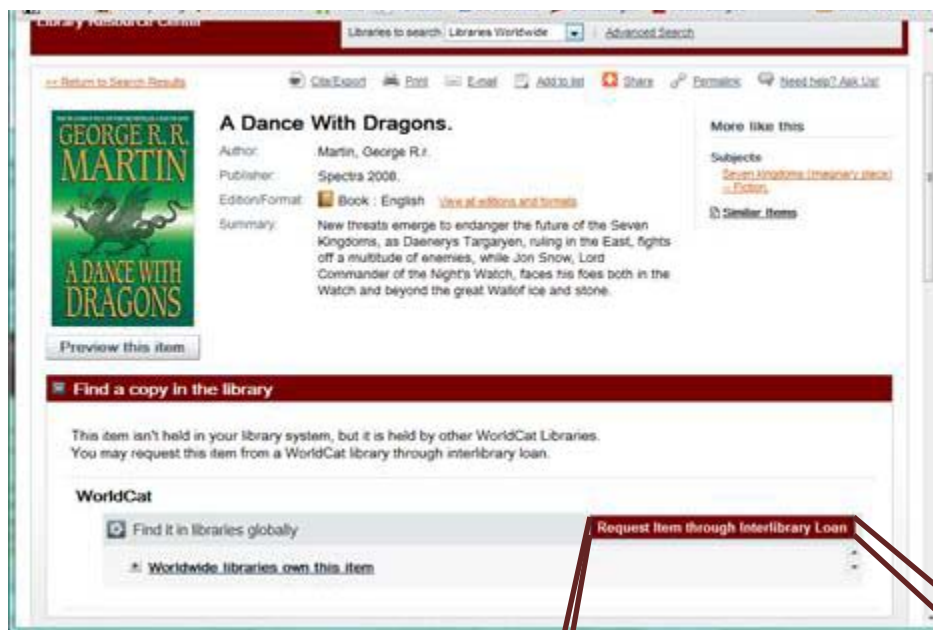 Library Resource Center
Libraries to search Libraries Worldwide Advanced Search
<< Return to Search Results Cite/Export Print E-mail Add to list Share Permalink Need help? Ask Us!
GEORGE R. R.
MARTIN
A DANCE WITH
DRAGONS
Preview this item
A Dance With Dragons.
Author: Martin, George R.r.
Publisher: Spectra 2008.
Edition/Format: Book : English View all editions and formats
Summary: New threats emerge to endanger the future of the Seven
Kingdoms, as Daenerys Targaryen, ruling in the East, fights
off a multitude of enemies, while Jon Snow, Lord
Commander of the Night's Watch, faces his foes both in the
Watch and beyond the great Wallof ice and stone.
More like this
Subjects
Seven Kingdoms (Imaginary place)
-- Fiction.
Similar Items
Find a copy in the library
This item isn't held in your library system, but it is held by other WorldCat Libraries.
You may request this item from a WorldCat library through interlibrary loan.
WorldCat
Find it in libraries globally
Request Item through Interlibrary Loan
Worldwide libraries own this item